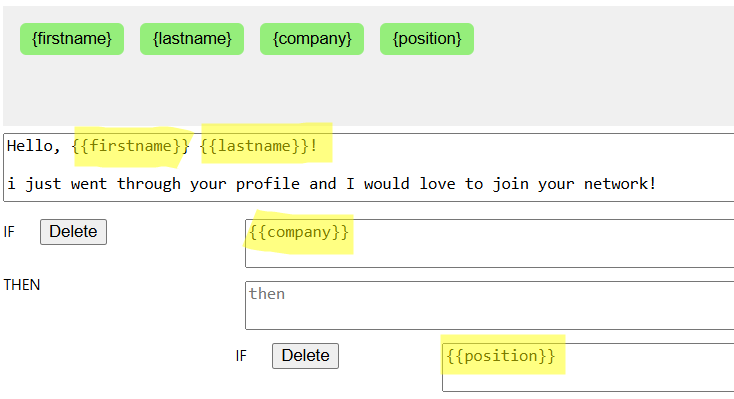 {firstname} {lastname} {company} {position}
Hello, {{firstname}} {{lastname}}!
i just went through your profile and I would love to join your network!
IF Delete {{company}}
THEN then
IF Delete {{position}}